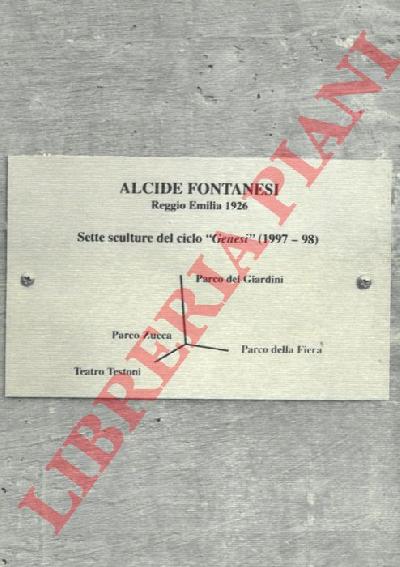 ALCIDE FONTANESI
Reggio Emilia 1926
Sette sculture del ciclo "Genesi" (1997 – 98)
Parco dei Giardini
Parco Zucca
Parco della Fiera
Teatro Testoni
LIBRERIA PIANI